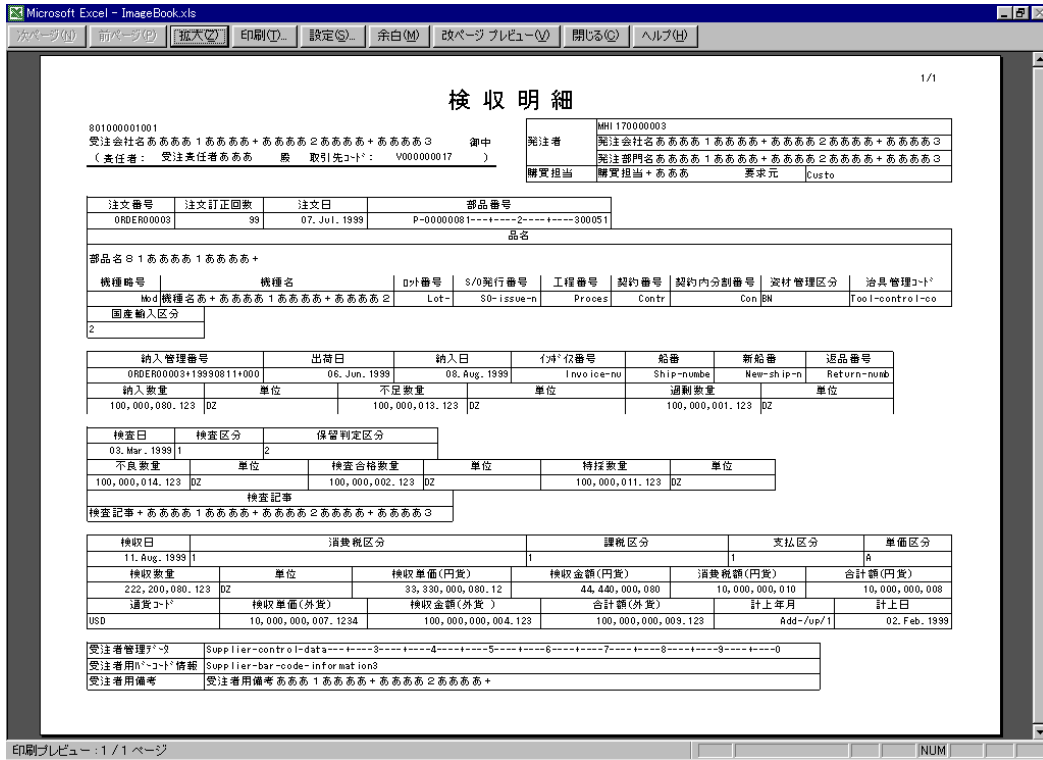 Microsoft Excel - ImageBook.xls
次ページ(N) 前ページ(P) 拡大(Z) 印刷(T)... 設定(S)... 余白(M) 改ページ プレビュー(V) 閉じる(C) ヘルプ(H)
1/1
検 収 明 細
801000001001
受注会社名ああああ1ああああ+ああああ2ああああ+ああああ3 御中
(責任者: 受注責任者あああ 殿 取引先コード: V000000017 )
MHI170000003
発注者 発注会社名ああああ1ああああ+ああああ2ああああ+ああああ3
発注部門名ああああ1ああああ+ああああ2ああああ+ああああ3
購買担当 購買担当+あああ 要求元 Custo
注文番号 注文訂正回数 注文日 部品番号
ORDER00003 99 07.Jul.1999 P-00000081---+----2----+----300051
品名
部品名81ああああ1ああああ+
機種略号 機種名 ロット番号 S/O発行番号 工程番号 契約番号 契約内分割番号 資材管理区分 治具管理コード
Mod 機種名あ+ああああ1ああああ+ああああ2 Lot- SO-issue-n Proces Contr Con BN Tool-control-co
国産輸入区分
2
納入管理番号 出荷日 納入日 インボイス番号 船番 新船番 返品番号
ORDER00003+19990811+000 06.Jun.1999 08.Aug.1999 Invoice-nu Ship-numbe New-ship-n Return-numb
納入数量 単位 不足数量 単位 過剰数量 単位
100,000,080.123 DZ 100,000,013.123 DZ 100,000,001.123 DZ
検査日 検査区分 保留判定区分
03.Mar.1999 1 2
不良数量 単位 検査合格数量 単位 特採数量 単位
100,000,014.123 DZ 100,000,002.123 DZ 100,000,011.123 DZ
検査記事
検査記事+ああああ1ああああ+ああああ2ああああ+ああああ3
検収日 消費税区分 課税区分 支払区分 単価区分
11.Aug.1999 1 1 1 A
検収数量 単位 検収単価(円貨) 検収金額(円貨) 消費税額(円貨) 合計額(円貨)
222,200,080.123 DZ 33,330,000,080.12 44,440,000,080 10,000,000,010 10,000,000,008
通貨コード 検収単価(外貨) 検収金額(外貨 ) 合計額(外貨) 計上年月 計上日
USD 10,000,000,007.1234 100,000,000,004.123 100,000,000,009.123 Add-/up/1 02.Feb.1999
受注者管理データ Supplier-control-data---+----3----+----4----+----5----+----6----+----7----+----8----+----9----+----0
受注者用バーコード情報 Supplier-bar-code-information3
受注者用備考 受注者用備考あああ1ああああ+ああああ2ああああ+
印刷プレビュー : 1 / 1 ページ NUM